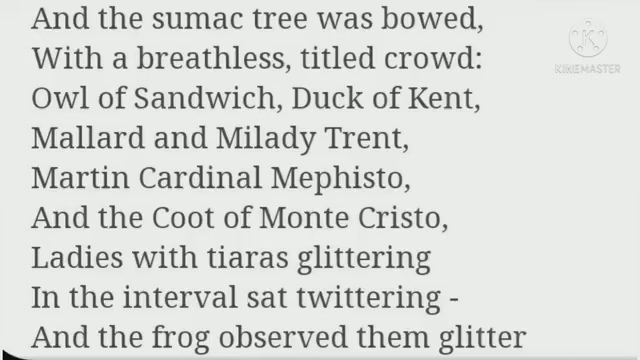 And the sumac tree was bowed,
With a breathless, titled crowd:
Owl of Sandwich, Duck of Kent,
Mallard and Milady Trent,
Martin Cardinal Mephisto,
And the Coot of Monte Cristo,
Ladies with tiaras glittering
In the interval sat twittering -
And the frog observed them glitter
KINEMASTER